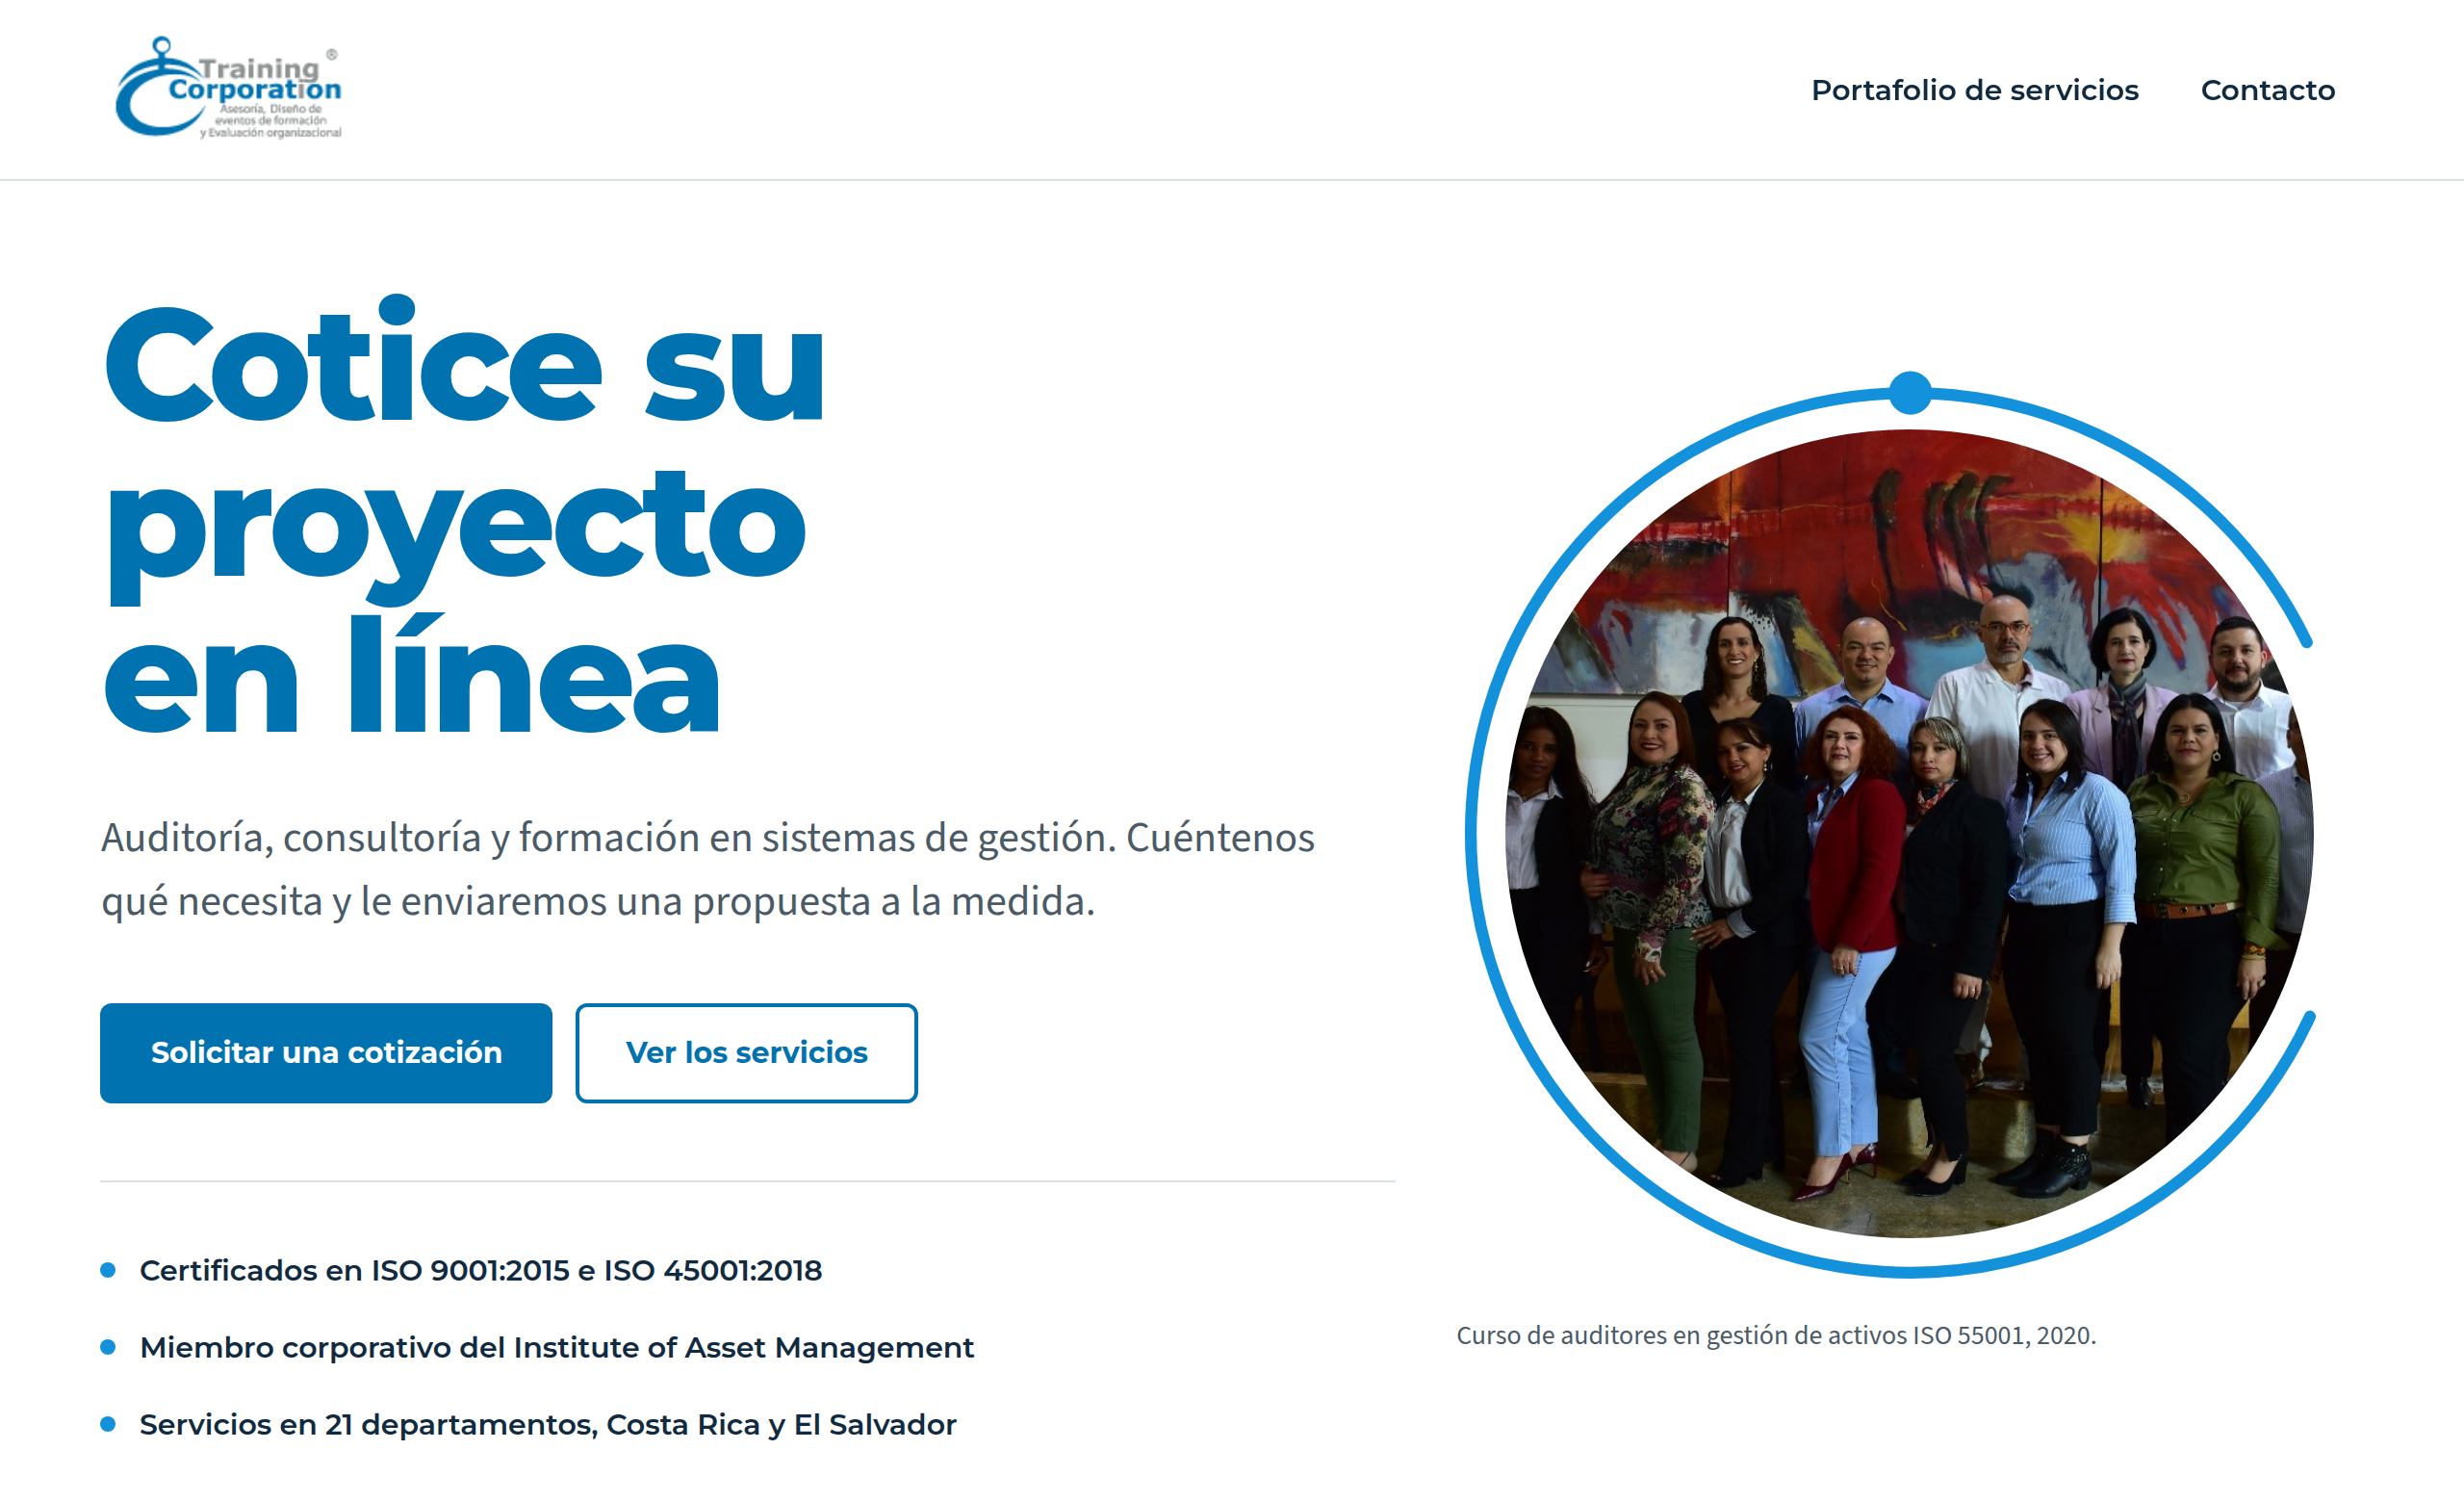 Training ®
Corporation
Asesoría, Diseño de
eventos de formación
y Evaluación organizacional
Portafolio de servicios
Contacto
Cotice su
proyecto
en línea
Auditoría, consultoría y formación en sistemas de gestión. Cuéntenos
qué necesita y le enviaremos una propuesta a la medida.
Solicitar una cotización
Ver los servicios
Certificados en ISO 9001:2015 e ISO 45001:2018
Miembro corporativo del Institute of Asset Management
Servicios en 21 departamentos, Costa Rica y El Salvador
Curso de auditores en gestión de activos ISO 55001, 2020.